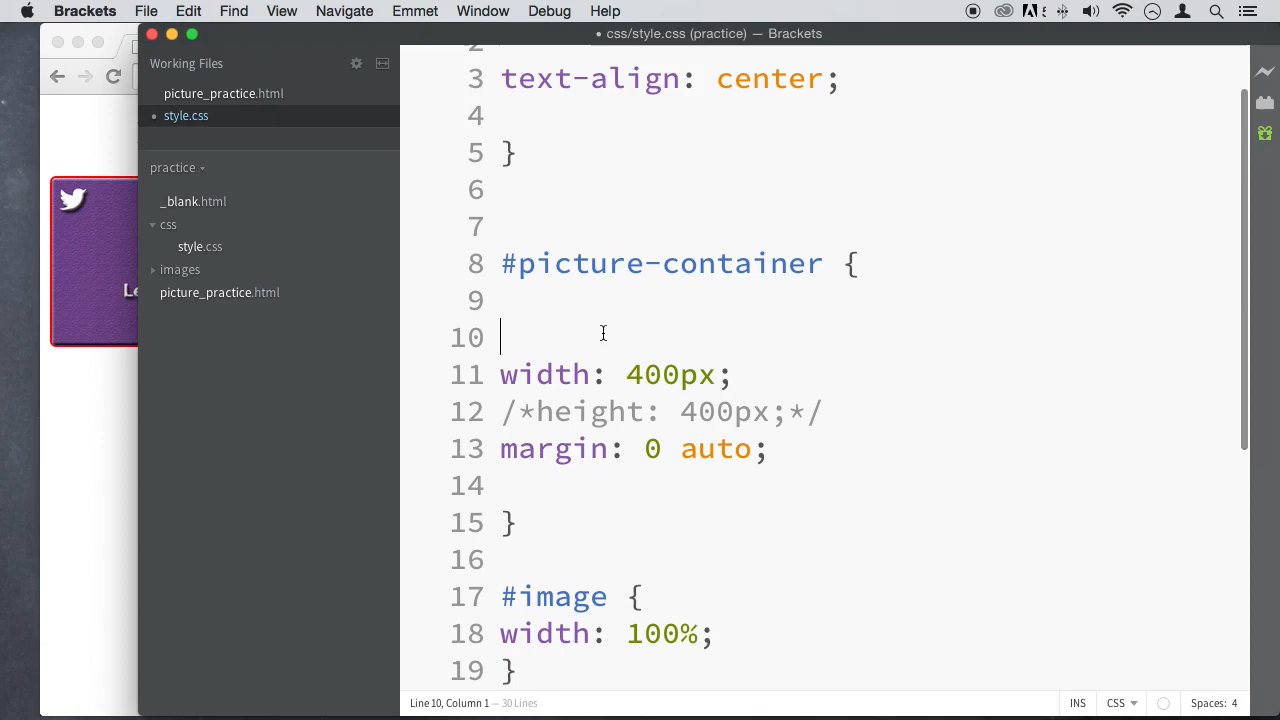 Brackets File Edit Find View Navigate Emmet Window Debug Help
• css/style.css (practice) — Brackets
Working Files
picture_practice.html
• style.css
practice
_blank.html
css
style.css
images
picture_practice.html
Le
2
3 text-align: center;
4
5 }
6
7
8 #picture-container {
9
10
11 width: 400px;
12 /*height: 400px;*/
13 margin: 0 auto;
14
15 }
16
17 #image {
18 width: 100%;
19 }
Line 10, Column 1 — 30 Lines
INS CSS Spaces: 4